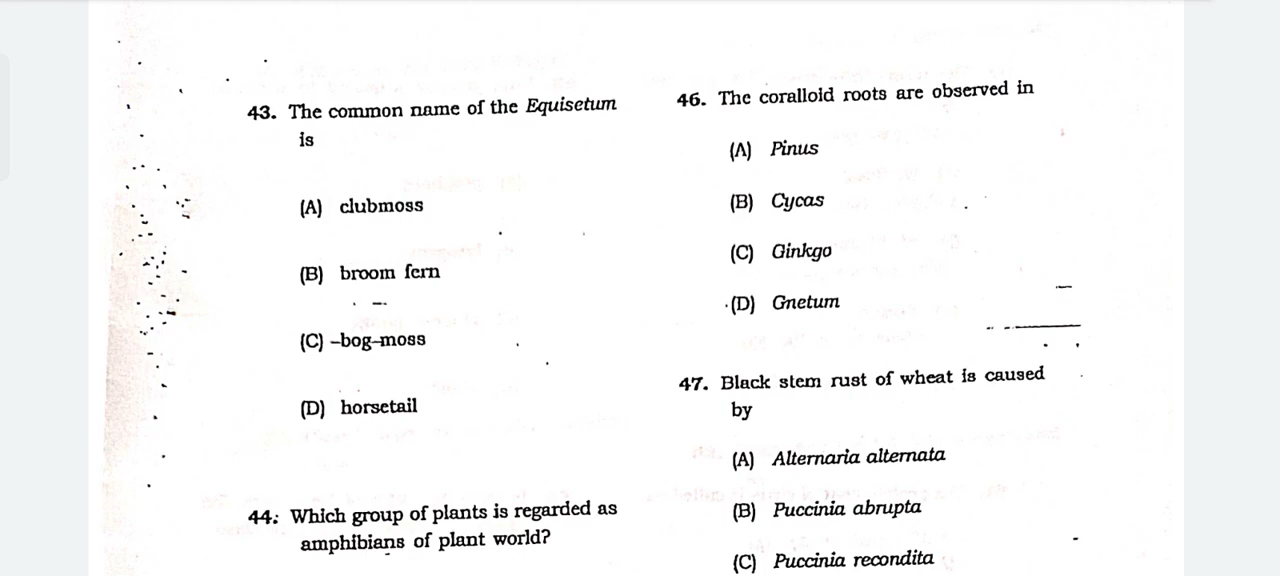 43. The common name of the Equisetum
is
(A) clubmoss
(B) broom fern
(C) –bog–moss
(D) horsetail
44: Which group of plants is regarded as
amphibians of plant world?
46. The coralloid roots are observed in
(A) Pinus
(B) Cycas
(C) Ginkgo
(D) Gnetum
47. Black stem rust of wheat is caused
by
(A) Alternaria alternata
(B) Puccinia abrupta
(C) Puccinia recondita